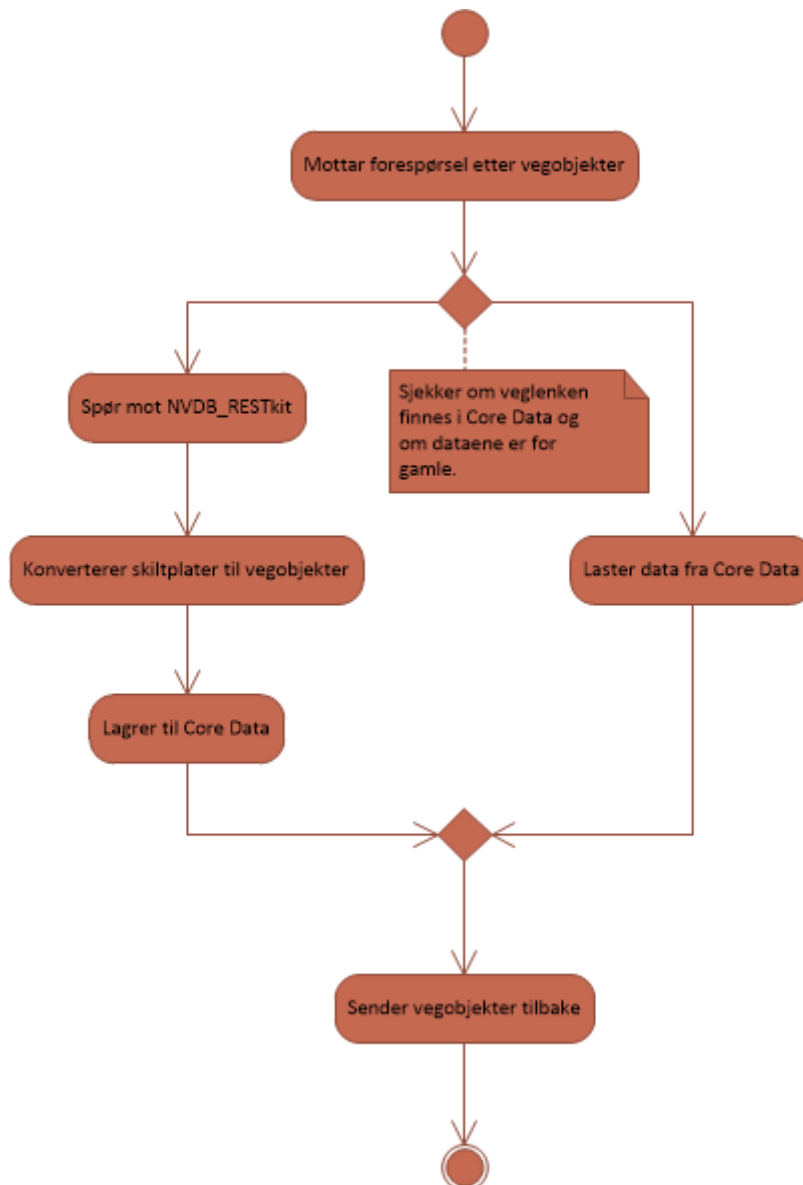 Mottar forespørsel etter vegobjekter
Spør mot NVDB_RESTkit
Sjekker om veglenken
finnes i Core Data og
om dataene er for
gamle.
Konverterer skiltplater til vegobjekter
Laster data fra Core Data
Lagrer til Core Data
Sender vegobjekter tilbake